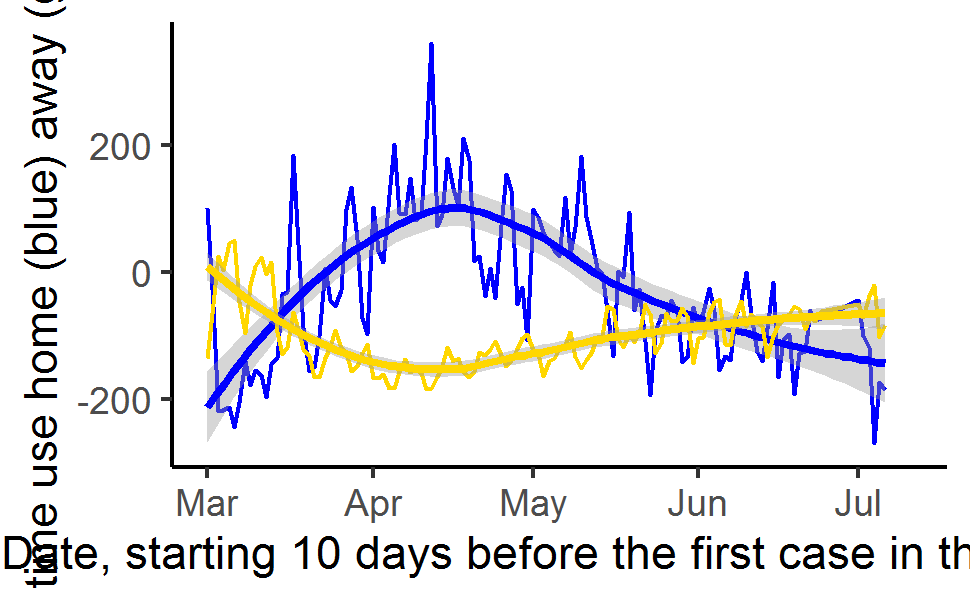 time use home (blue) away (
200
0
-200
Mar Apr May Jun Jul
Date, starting 10 days before the first case in th